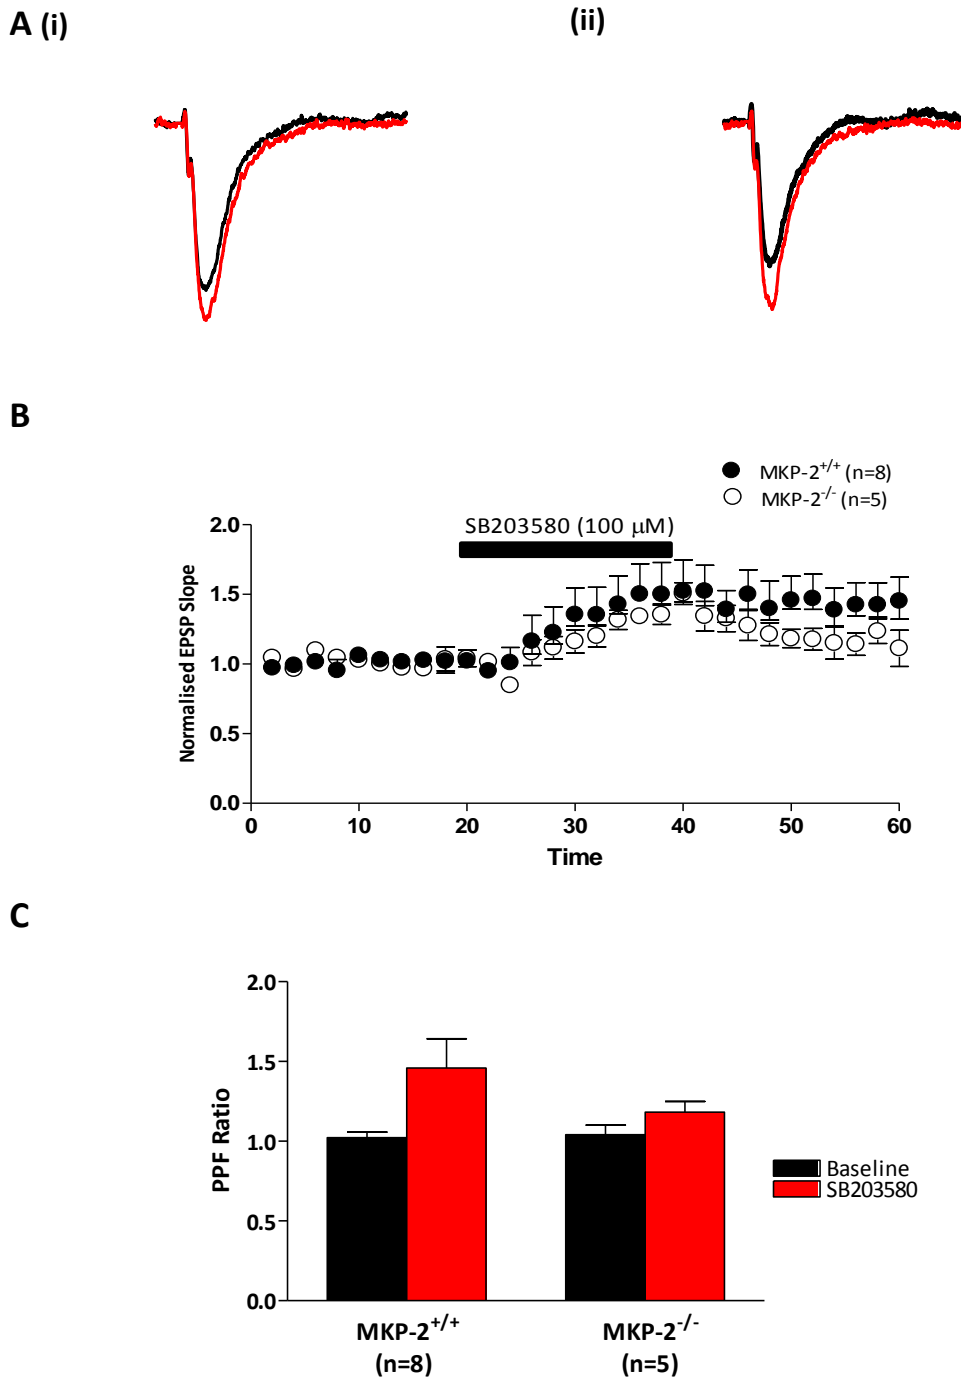 A (i)
(ii)
B
MKP-2+/+ (n=8)
MKP-2-/- (n=5)
SB203580 (100 µM)
Normalised EPSP Slope
2.0
1.5
1.0
0.5
0.0
0 10 20 30 40 50 60
Time
C
PPF Ratio
2.0
1.5
1.0
0.5
0.0
Baseline
SB203580
MKP-2+/+ MKP-2-/-
(n=8) (n=5)